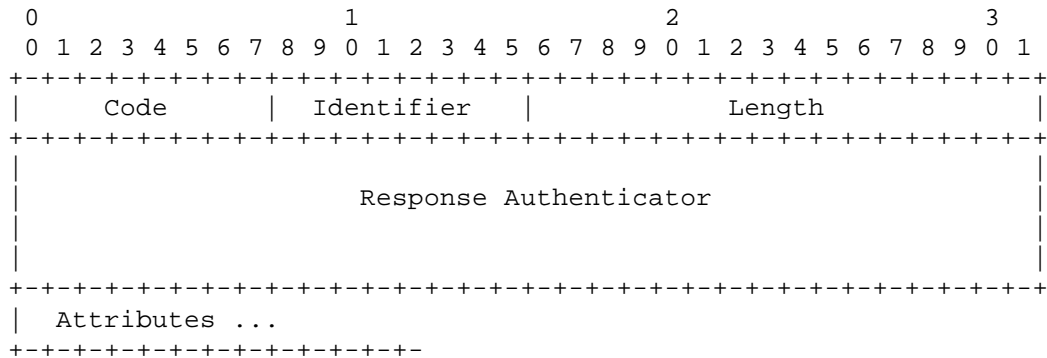 0                   1                   2                   3
 0 1 2 3 4 5 6 7 8 9 0 1 2 3 4 5 6 7 8 9 0 1 2 3 4 5 6 7 8 9 0 1
+-+-+-+-+-+-+-+-+-+-+-+-+-+-+-+-+-+-+-+-+-+-+-+-+-+-+-+-+-+-+-+-+
|     Code      |  Identifier   |            Length             |
+-+-+-+-+-+-+-+-+-+-+-+-+-+-+-+-+-+-+-+-+-+-+-+-+-+-+-+-+-+-+-+-+
|                                                               |
|                     Response Authenticator                    |
|                                                               |
|                                                               |
+-+-+-+-+-+-+-+-+-+-+-+-+-+-+-+-+-+-+-+-+-+-+-+-+-+-+-+-+-+-+-+-+
|  Attributes ...
+-+-+-+-+-+-+-+-+-+-+-+-+-